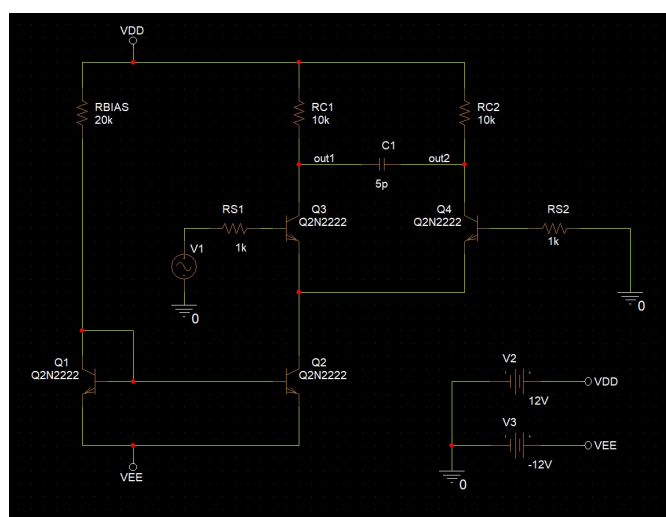 VDD
RBIAS
20k
RC1
10k
RC2
10k
C1
out1
out2
5p
RS1
1k
Q3
Q2N2222
Q4
Q2N2222
RS2
1k
V1
0
0
Q1
Q2N2222
Q2
Q2N2222
V2
12V
VDD
V3
-12V
VEE
VEE
0